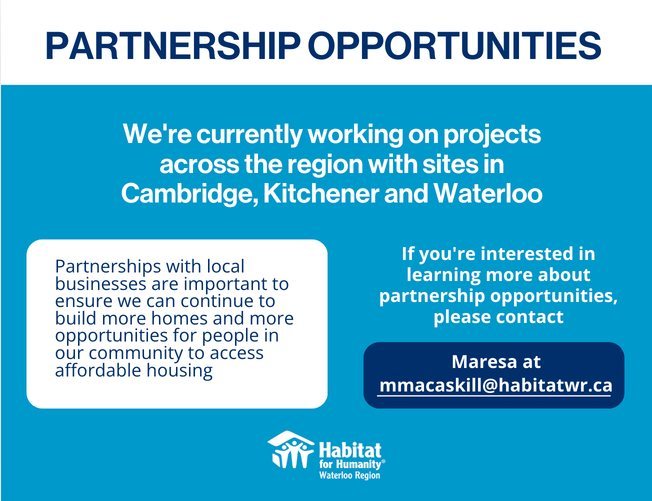 PARTNERSHIP OPPORTUNITIES
We're currently working on projects
across the region with sites in
Cambridge, Kitchener and Waterloo
Partnerships with local
businesses are important to
ensure we can continue to
build more homes and more
opportunities for people in
our community to access
affordable housing
If you're interested in
learning more about
partnership opportunities,
please contact
Maresa at
mmacaskill@habitatwr.ca
Habitat
for Humanity®
Waterloo Region